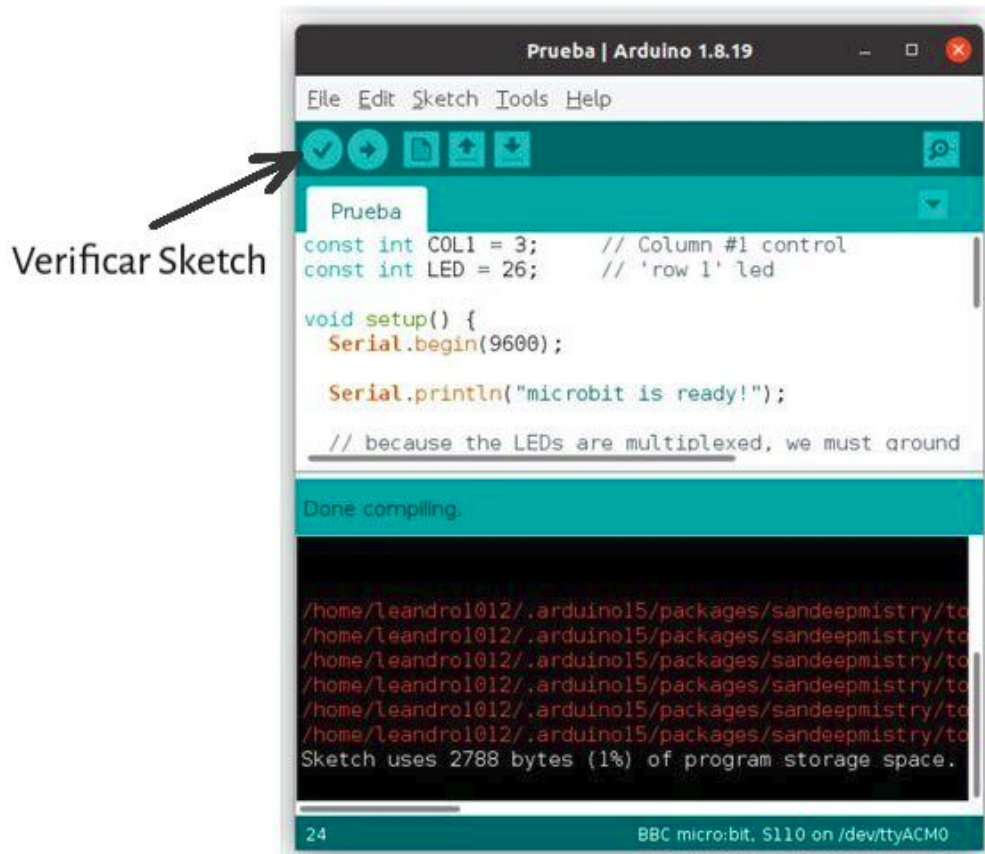 Prueba | Arduino 1.8.19
File Edit Sketch Tools Help
Verificar Sketch
Prueba
const int COL1 = 3;     // Column #1 control
const int LED = 26;     // 'row 1' led
void setup() {
Serial.begin(9600);
Serial.println("microbit is ready!");
// because the LEDs are multiplexed, we must ground
Done compiling.
/home/leandro1012/.arduino15/packages/sandeepmistry/to
/home/leandro1012/.arduino15/packages/sandeepmistry/to
/home/leandro1012/.arduino15/packages/sandeepmistry/to
/home/leandro1012/.arduino15/packages/sandeepmistry/to
/home/leandro1012/.arduino15/packages/sandeepmistry/to
/home/leandro1012/.arduino15/packages/sandeepmistry/to
Sketch uses 2788 bytes (1%) of program storage space.
24
BBC micro:bit, S110 on /dev/ttyACM0